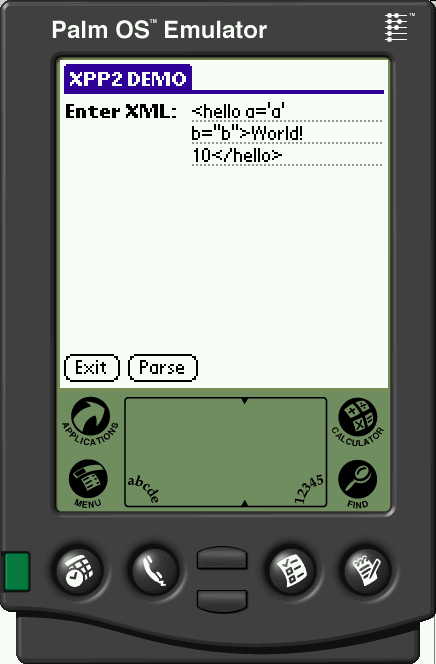 Palm OS™ Emulator
™
XPP2 DEMO
Enter XML: <hello a='a'
b="b">World!
10</hello>
Exit Parse
APPLICATIONS
CALCULATOR
MENU
abcde
12345
FIND